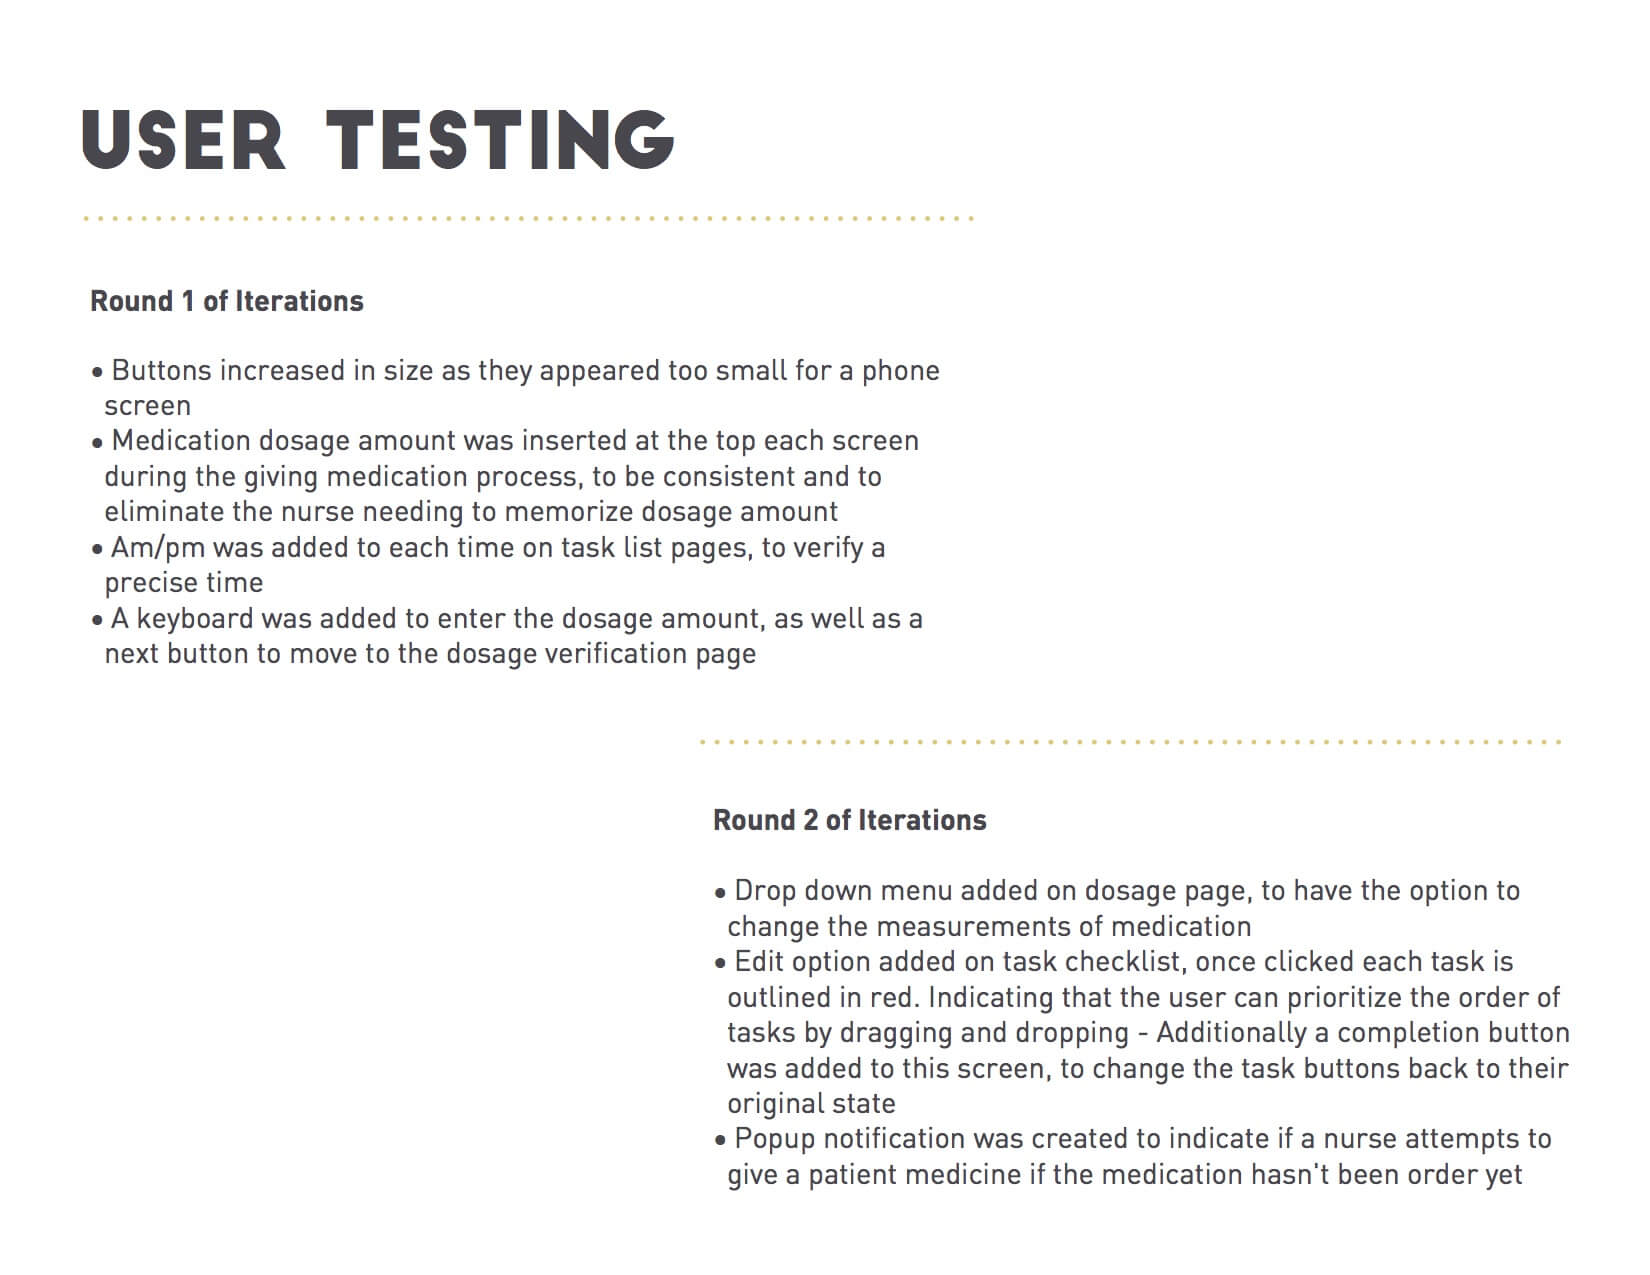 USER TESTING
Round 1 of Iterations
• Buttons increased in size as they appeared too small for a phone
screen
• Medication dosage amount was inserted at the top each screen
during the giving medication process, to be consistent and to
eliminate the nurse needing to memorize dosage amount
• Am/pm was added to each time on task list pages, to verify a
precise time
• A keyboard was added to enter the dosage amount, as well as a
next button to move to the dosage verification page
Round 2 of Iterations
• Drop down menu added on dosage page, to have the option to
change the measurements of medication
• Edit option added on task checklist, once clicked each task is
outlined in red. Indicating that the user can prioritize the order of
tasks by dragging and dropping - Additionally a completion button
was added to this screen, to change the task buttons back to their
original state
• Popup notification was created to indicate if a nurse attempts to
give a patient medicine if the medication hasn't been order yet